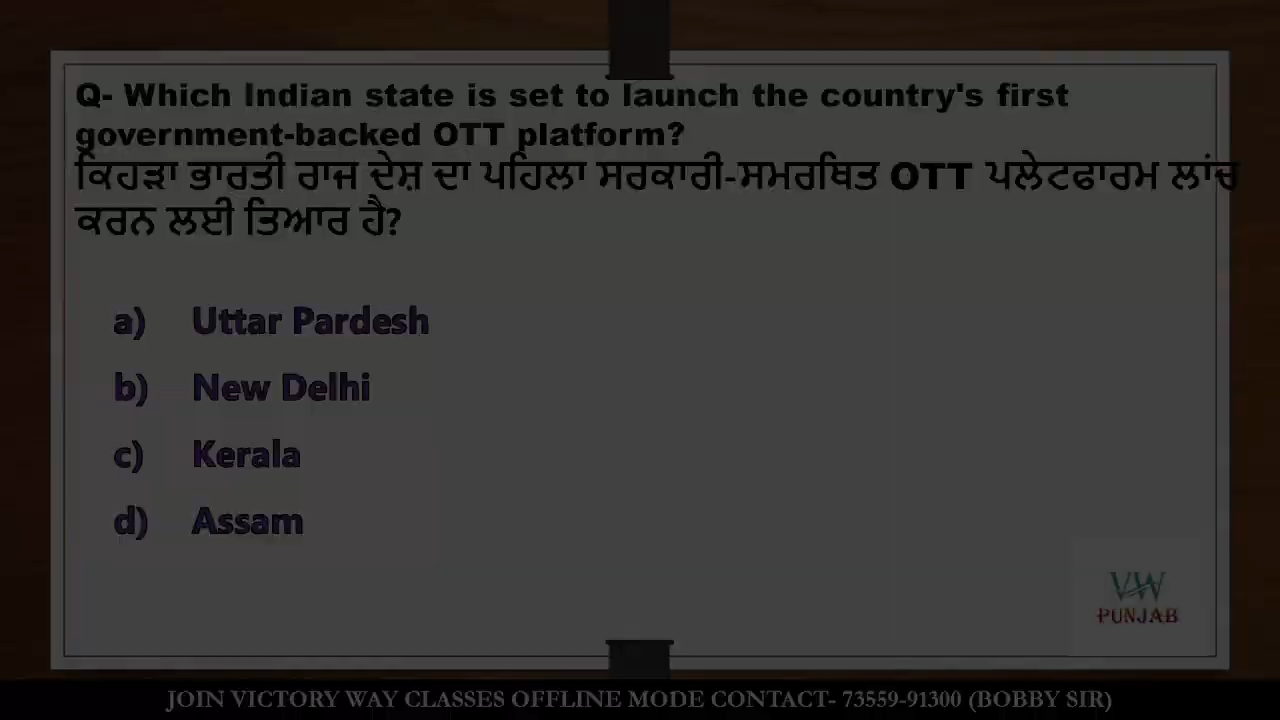 Q- Which Indian state is set to launch the country's first
government-backed OTT platform?
ਕਿਹੜਾ ਭਾਰਤੀ ਰਾਜ ਦੇਸ਼ ਦਾ ਪਹਿਲਾ ਸਰਕਾਰੀ-ਸਮਰਥਿਤ OTT ਪਲੇਟਫਾਰਮ ਲਾਂਚ
ਕਰਨ ਲਈ ਤਿਆਰ ਹੈ?
a) Uttar Pardesh
b) New Delhi
c) Kerala
d) Assam
VW
PUNJAB
JOIN VICTORY WAY CLASSES OFFLINE MODE CONTACT- 73559-91300 (BOBBY SIR)